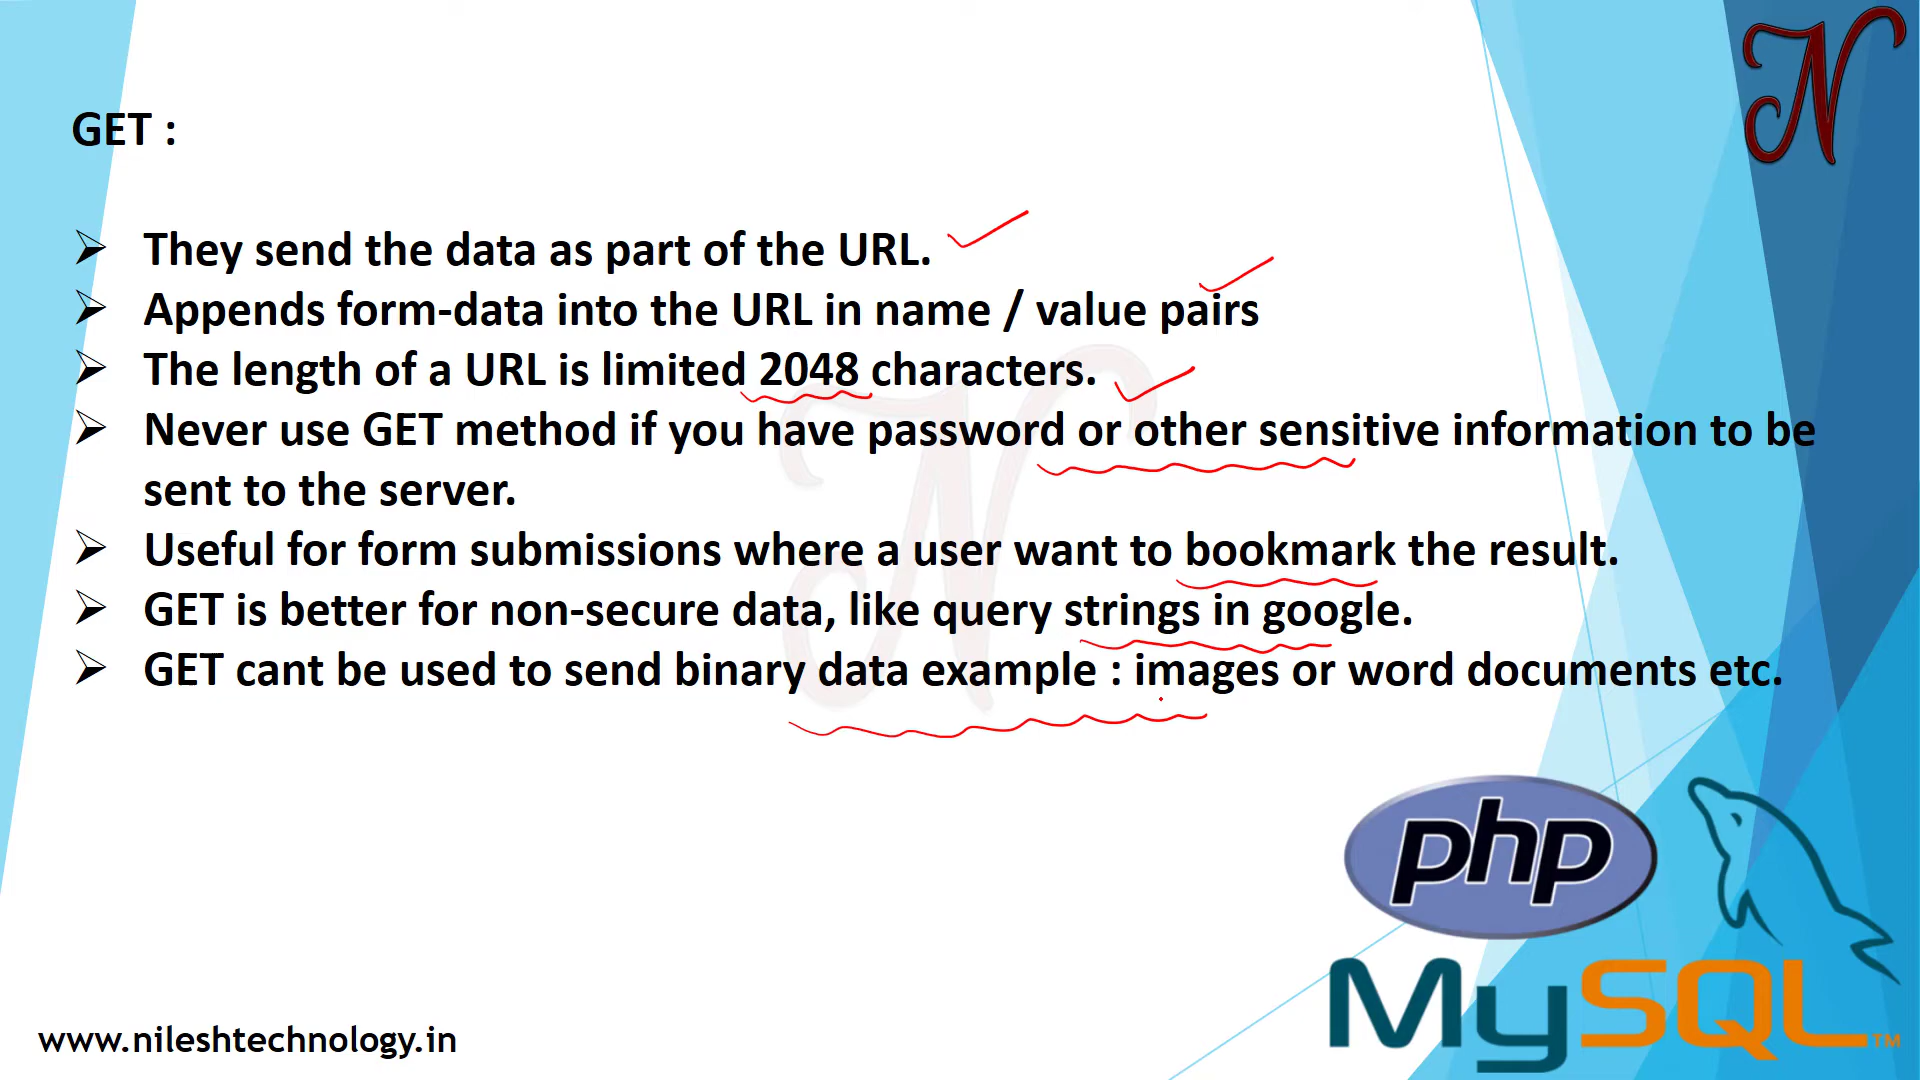 N
GET :
They send the data as part of the URL.
Appends form-data into the URL in name / value pairs
The length of a URL is limited 2048 characters.
Never use GET method if you have password or other sensitive information to be
sent to the server.
Useful for form submissions where a user want to bookmark the result.
GET is better for non-secure data, like query strings in google.
GET cant be used to send binary data example : images or word documents etc.
php
MySQL™
www.nileshtechnology.in